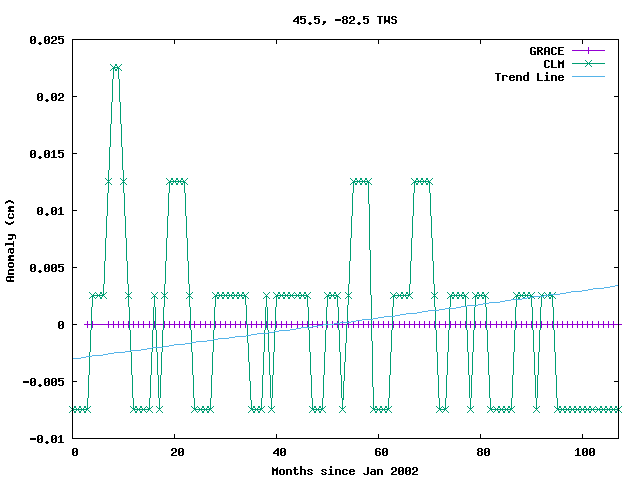 45.5, -82.5 TWS
GRACE
CLM
Trend Line
0.025
0.02
0.015
0.01
0.005
0
-0.005
-0.01
Anomaly (cm)
0 20 40 60 80 100
Months since Jan 2002